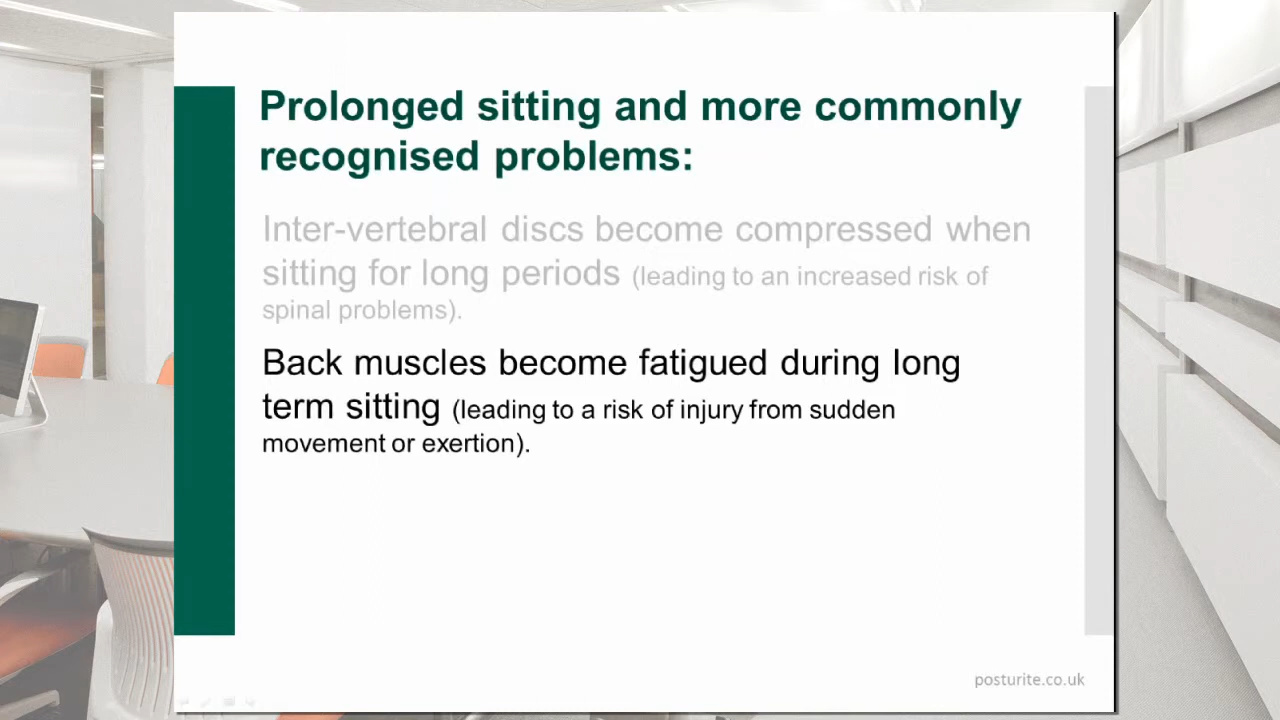 Prolonged sitting and more commonly
recognised problems:
Inter-vertebral discs become compressed when
sitting for long periods (leading to an increased risk of
spinal problems).
Back muscles become fatigued during long
term sitting (leading to a risk of injury from sudden
movement or exertion).
posturite.co.uk